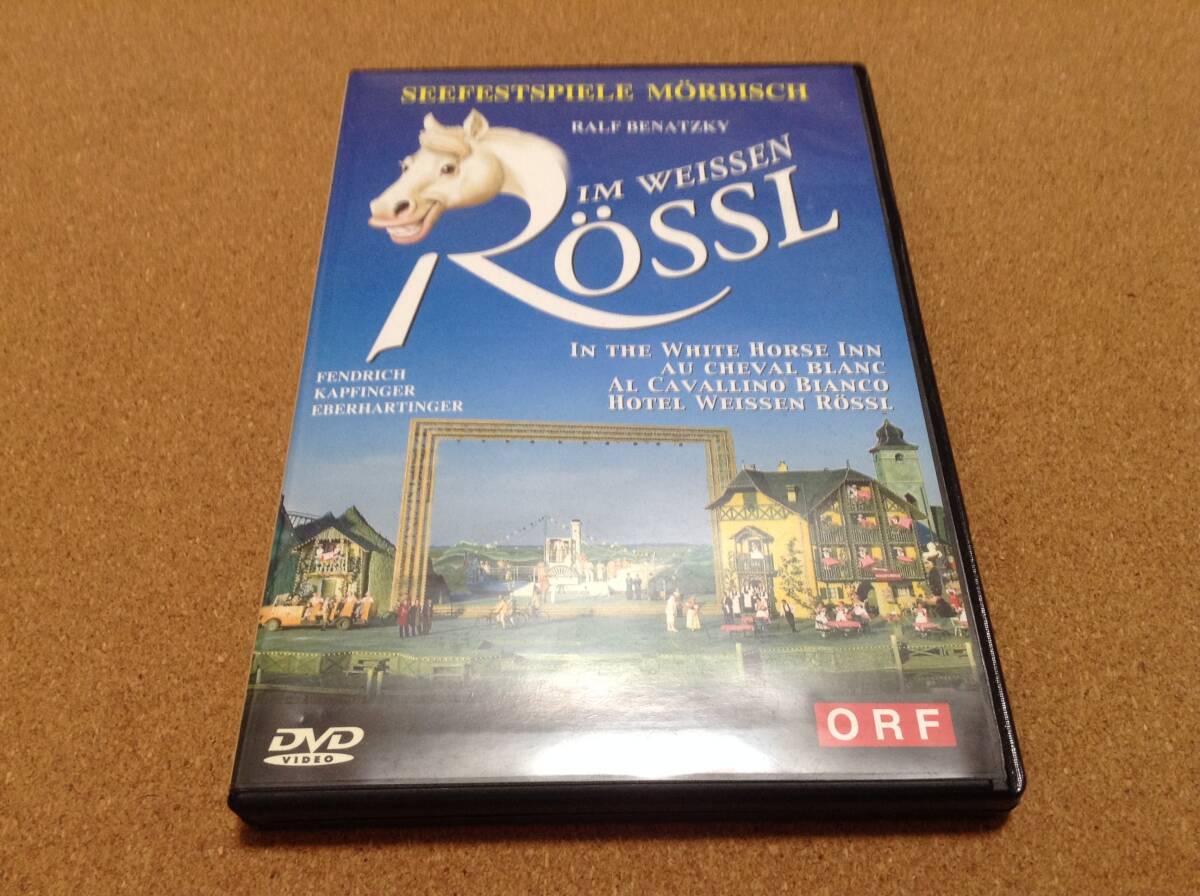 SEEFESTSPIELE MÖRBISCH
RALF BENATZKY
IM WEISSEN
RÖSSL
IN THE WHITE HORSE INN
AU CHEVAL BLANC
AL CAVALLINO BIANCO
HOTEL WEISSEN RÖSSL
FENDRICH
KAPFINGER
EBERHARTINGER
DVD
VIDEO
ORF